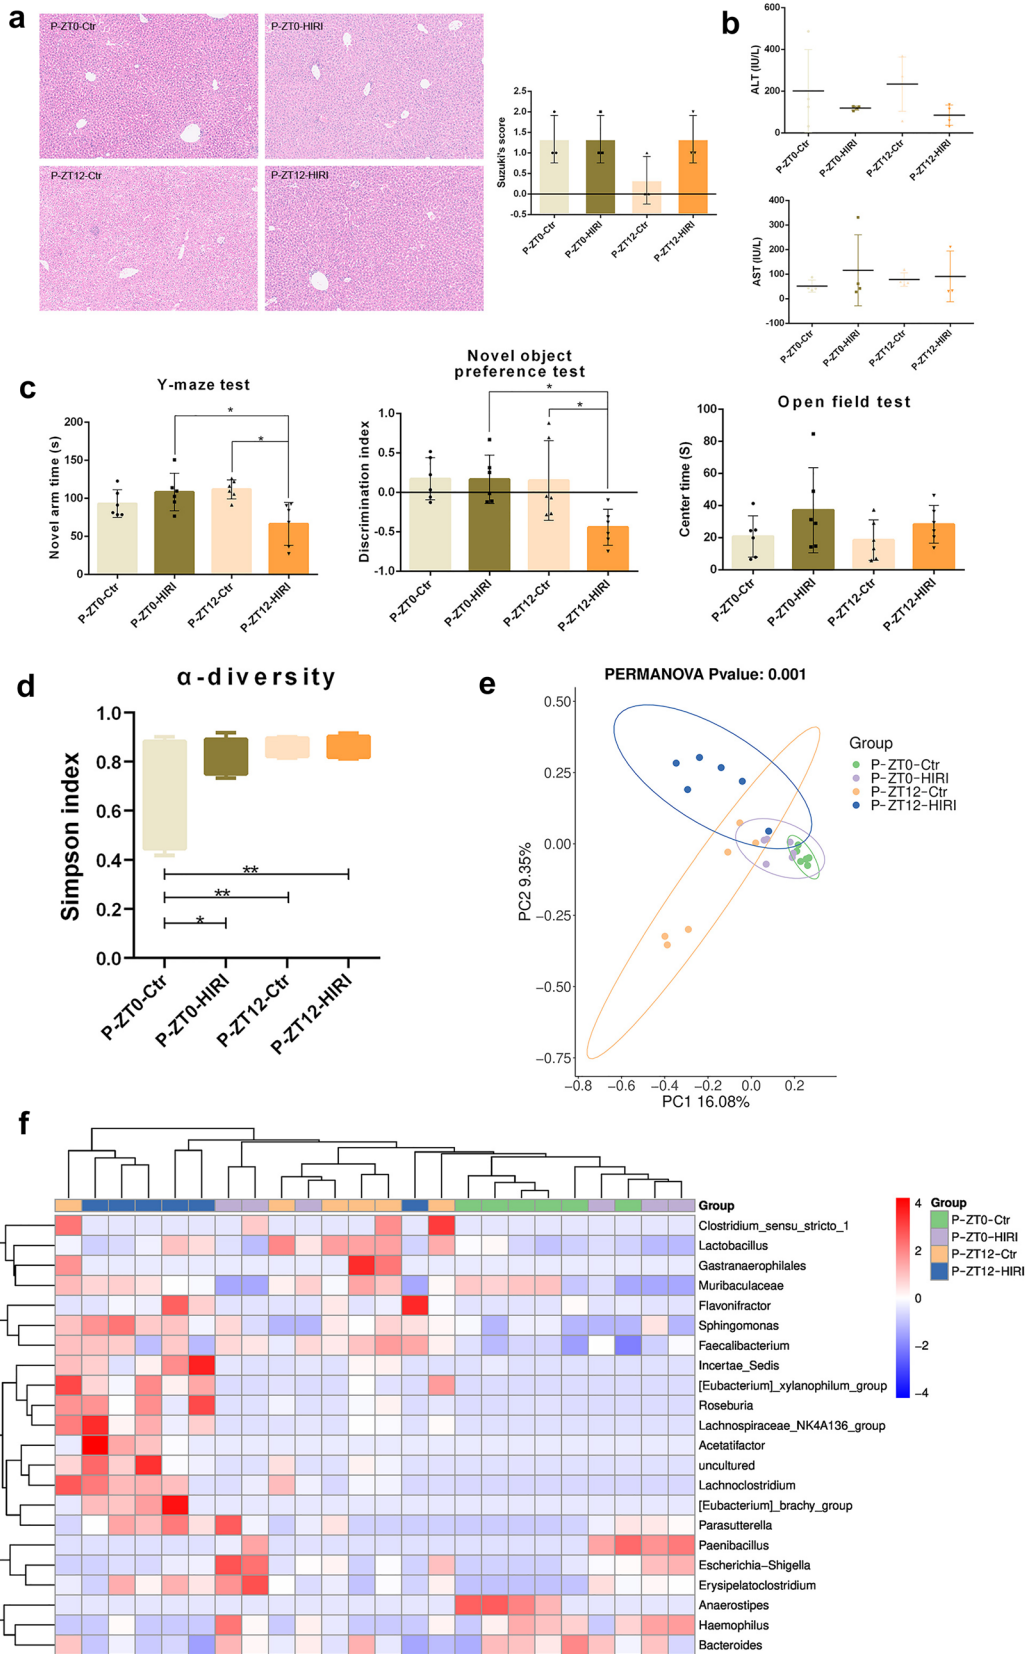 a
P-ZT0-Ctr
P-ZT0-HIRI
P-ZT12-Ctr
P-ZT12-HIRI
Suzuki's score
2.5
2.0
1.5
1.0
0.5
0.0
-0.5
P-ZT0-Ctr
P-ZT0-HIRI
P-ZT12-Ctr
P-ZT12-HIRI
b
ALT (IU/L)
600
400
200
0
P-ZT0-Ctr
P-ZT0-HIRI
P-ZT12-Ctr
P-ZT12-HIRI
AST (IU/L)
400
300
200
100
0
-100
P-ZT0-Ctr
P-ZT0-HIRI
P-ZT12-Ctr
P-ZT12-HIRI
c
Y-maze test
Novel arm time (s)
200
150
100
50
0
*
*
P-ZT0-Ctr
P-ZT0-HIRI
P-ZT12-Ctr
P-ZT12-HIRI
Novel object
preference test
Discrimination index
1.0
0.5
0.0
-0.5
-1.0
*
*
P-ZT0-Ctr
P-ZT0-HIRI
P-ZT12-Ctr
P-ZT12-HIRI
Open field test
Center time (S)
100
80
60
40
20
0
P-ZT0-Ctr
P-ZT0-HIRI
P-ZT12-Ctr
P-ZT12-HIRI
d
α-diversity
Simpson index
1.0
0.8
0.6
0.4
0.2
0.0
**
**
*
P-ZT0-Ctr
P-ZT0-HIRI
P-ZT12-Ctr
P-ZT12-HIRI
e
PERMANOVA Pvalue: 0.001
PC2 9.35%
0.50
0.25
0.00
−0.25
−0.50
−0.75
−0.8 −0.6 −0.4 −0.2 0.0 0.2
PC1 16.08%
Group
P-ZT0-Ctr
P-ZT0-HIRI
P-ZT12-Ctr
P-ZT12-HIRI
f
Group
Clostridium_sensu_stricto_1
Lactobacillus
Gastranaerophilales
Muribaculaceae
Flavonifractor
Sphingomonas
Faecalibacterium
Incertae_Sedis
[Eubacterium]_xylanophilum_group
Roseburia
Lachnospiraceae_NK4A136_group
Acetatifactor
uncultured
Lachnoclostridium
[Eubacterium]_brachy_group
Parasutterella
Paenibacillus
Escherichia−Shigella
Erysipelatoclostridium
Anaerostipes
Haemophilus
Bacteroides
4
2
0
−2
−4
Group
P-ZT0-Ctr
P-ZT0-HIRI
P-ZT12-Ctr
P-ZT12-HIRI